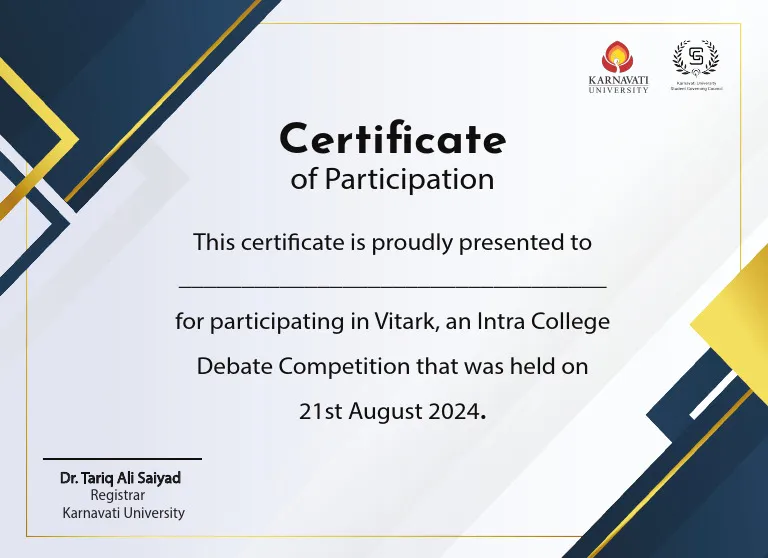 KARNAVATI
UNIVERSITY
Karnavati University
Student Governing Council
Certificate
of Participation
This certificate is proudly presented to
for participating in Vitark, an Intra College
Debate Competition that was held on
21st August 2024.
Dr. Tariq Ali Saiyad
Registrar
Karnavati University